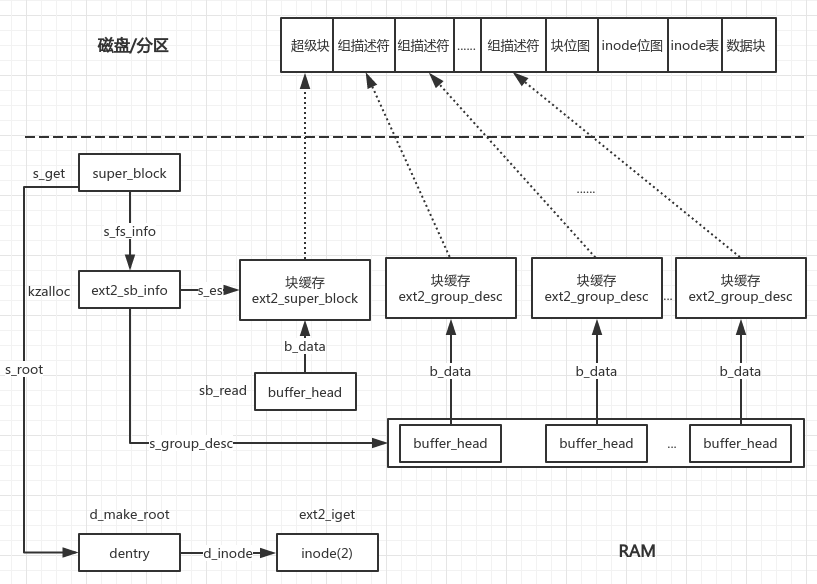 磁盘/分区
超级块
组描述符
组描述符
......
组描述符
块位图
inode位图
inode表
数据块
s_get
super_block
......
s_fs_info
kzalloc
ext2_sb_info
s_es
块缓存
ext2_super_block
块缓存
ext2_group_desc
块缓存
ext2_group_desc
...
块缓存
ext2_group_desc
b_data
s_root
b_data
b_data
b_data
sb_read
buffer_head
s_group_desc
buffer_head
buffer_head
...
buffer_head
d_make_root
ext2_iget
dentry
d_inode
inode(2)
RAM